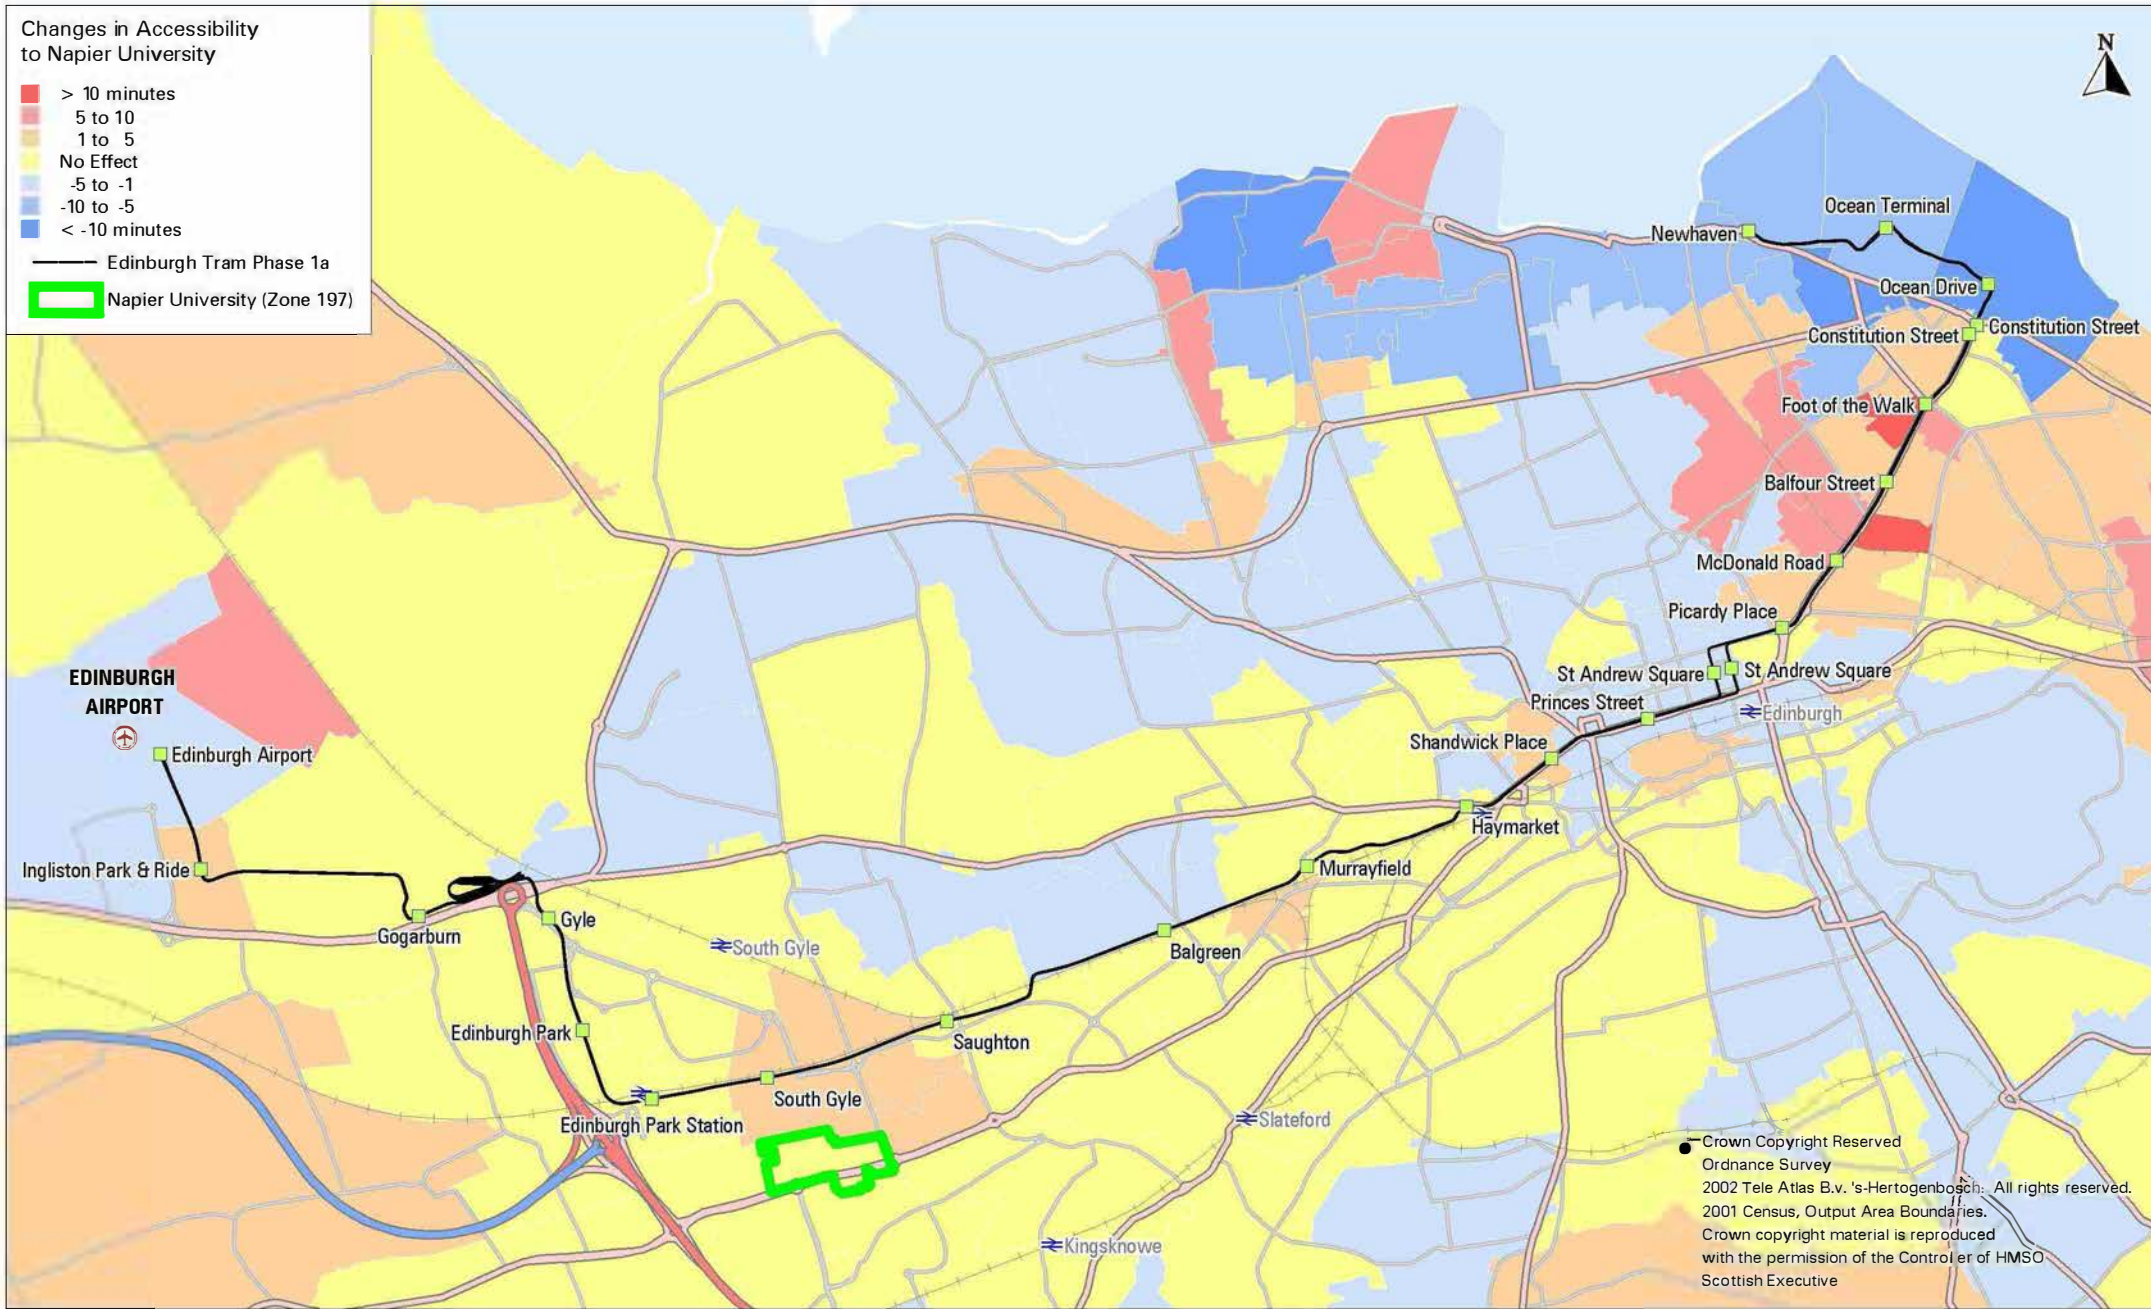 Changes in Accessibility
to Napier University
> 10 minutes
5 to 10
1 to 5
No Effect
-5 to -1
-10 to -5
< -10 minutes
Edinburgh Tram Phase 1a
Napier University (Zone 197)
N
Ocean Terminal
Newhaven
Ocean Drive
Constitution Street
Constitution Street
Foot of the Walk
Balfour Street
McDonald Road
Picardy Place
St Andrew Square
St Andrew Square
Princes Street
Edinburgh
Shandwick Place
Haymarket
Murrayfield
Balgreen
EDINBURGH
AIRPORT
Edinburgh Airport
Ingliston Park & Ride
Gogarburn
Gyle
South Gyle
Edinburgh Park
Saughton
South Gyle
Edinburgh Park Station
Slateford
Kingsknowe
Crown Copyright Reserved
Ordnance Survey
2002 Tele Atlas B.v. 's-Hertogenbosch: All rights reserved.
2001 Census, Output Area Boundaries.
Crown copyright material is reproduced
with the permission of the Control er of HMSO
Scottish Executive